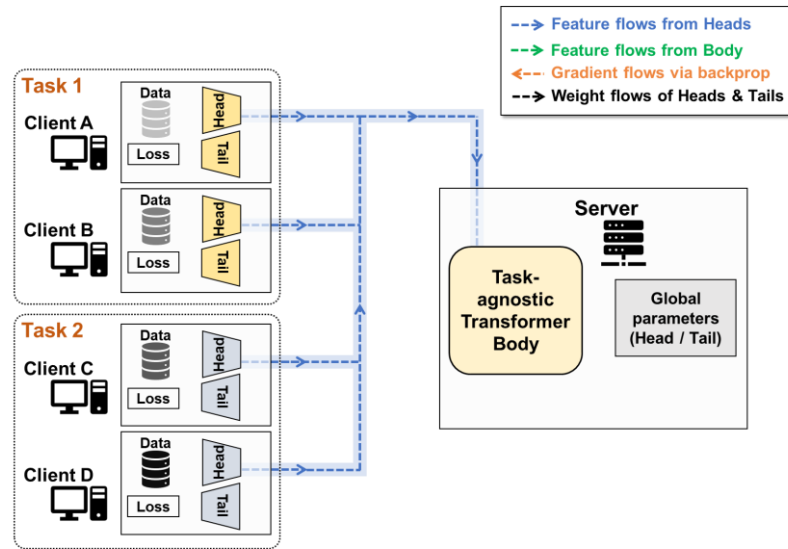 Feature flows from Heads
Feature flows from Body
Gradient flows via backprop
Weight flows of Heads & Tails
Task 1
Client A
Data
Loss
Head
Tail
Client B
Data
Loss
Head
Tail
Task 2
Client C
Data
Loss
Head
Tail
Client D
Data
Loss
Head
Tail
Server
Task-
agnostic
Transformer
Body
Global
parameters
(Head / Tail)